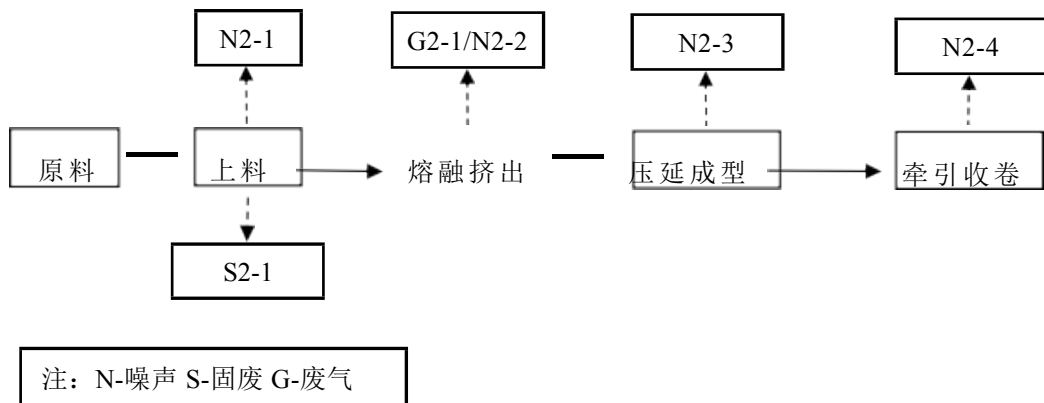 N2-1
G2-1/N2-2
N2-3
N2-4
原料
上料
熔融挤出
压延成型
牵引收卷
S2-1
注：N-噪声 S-固废 G-废气